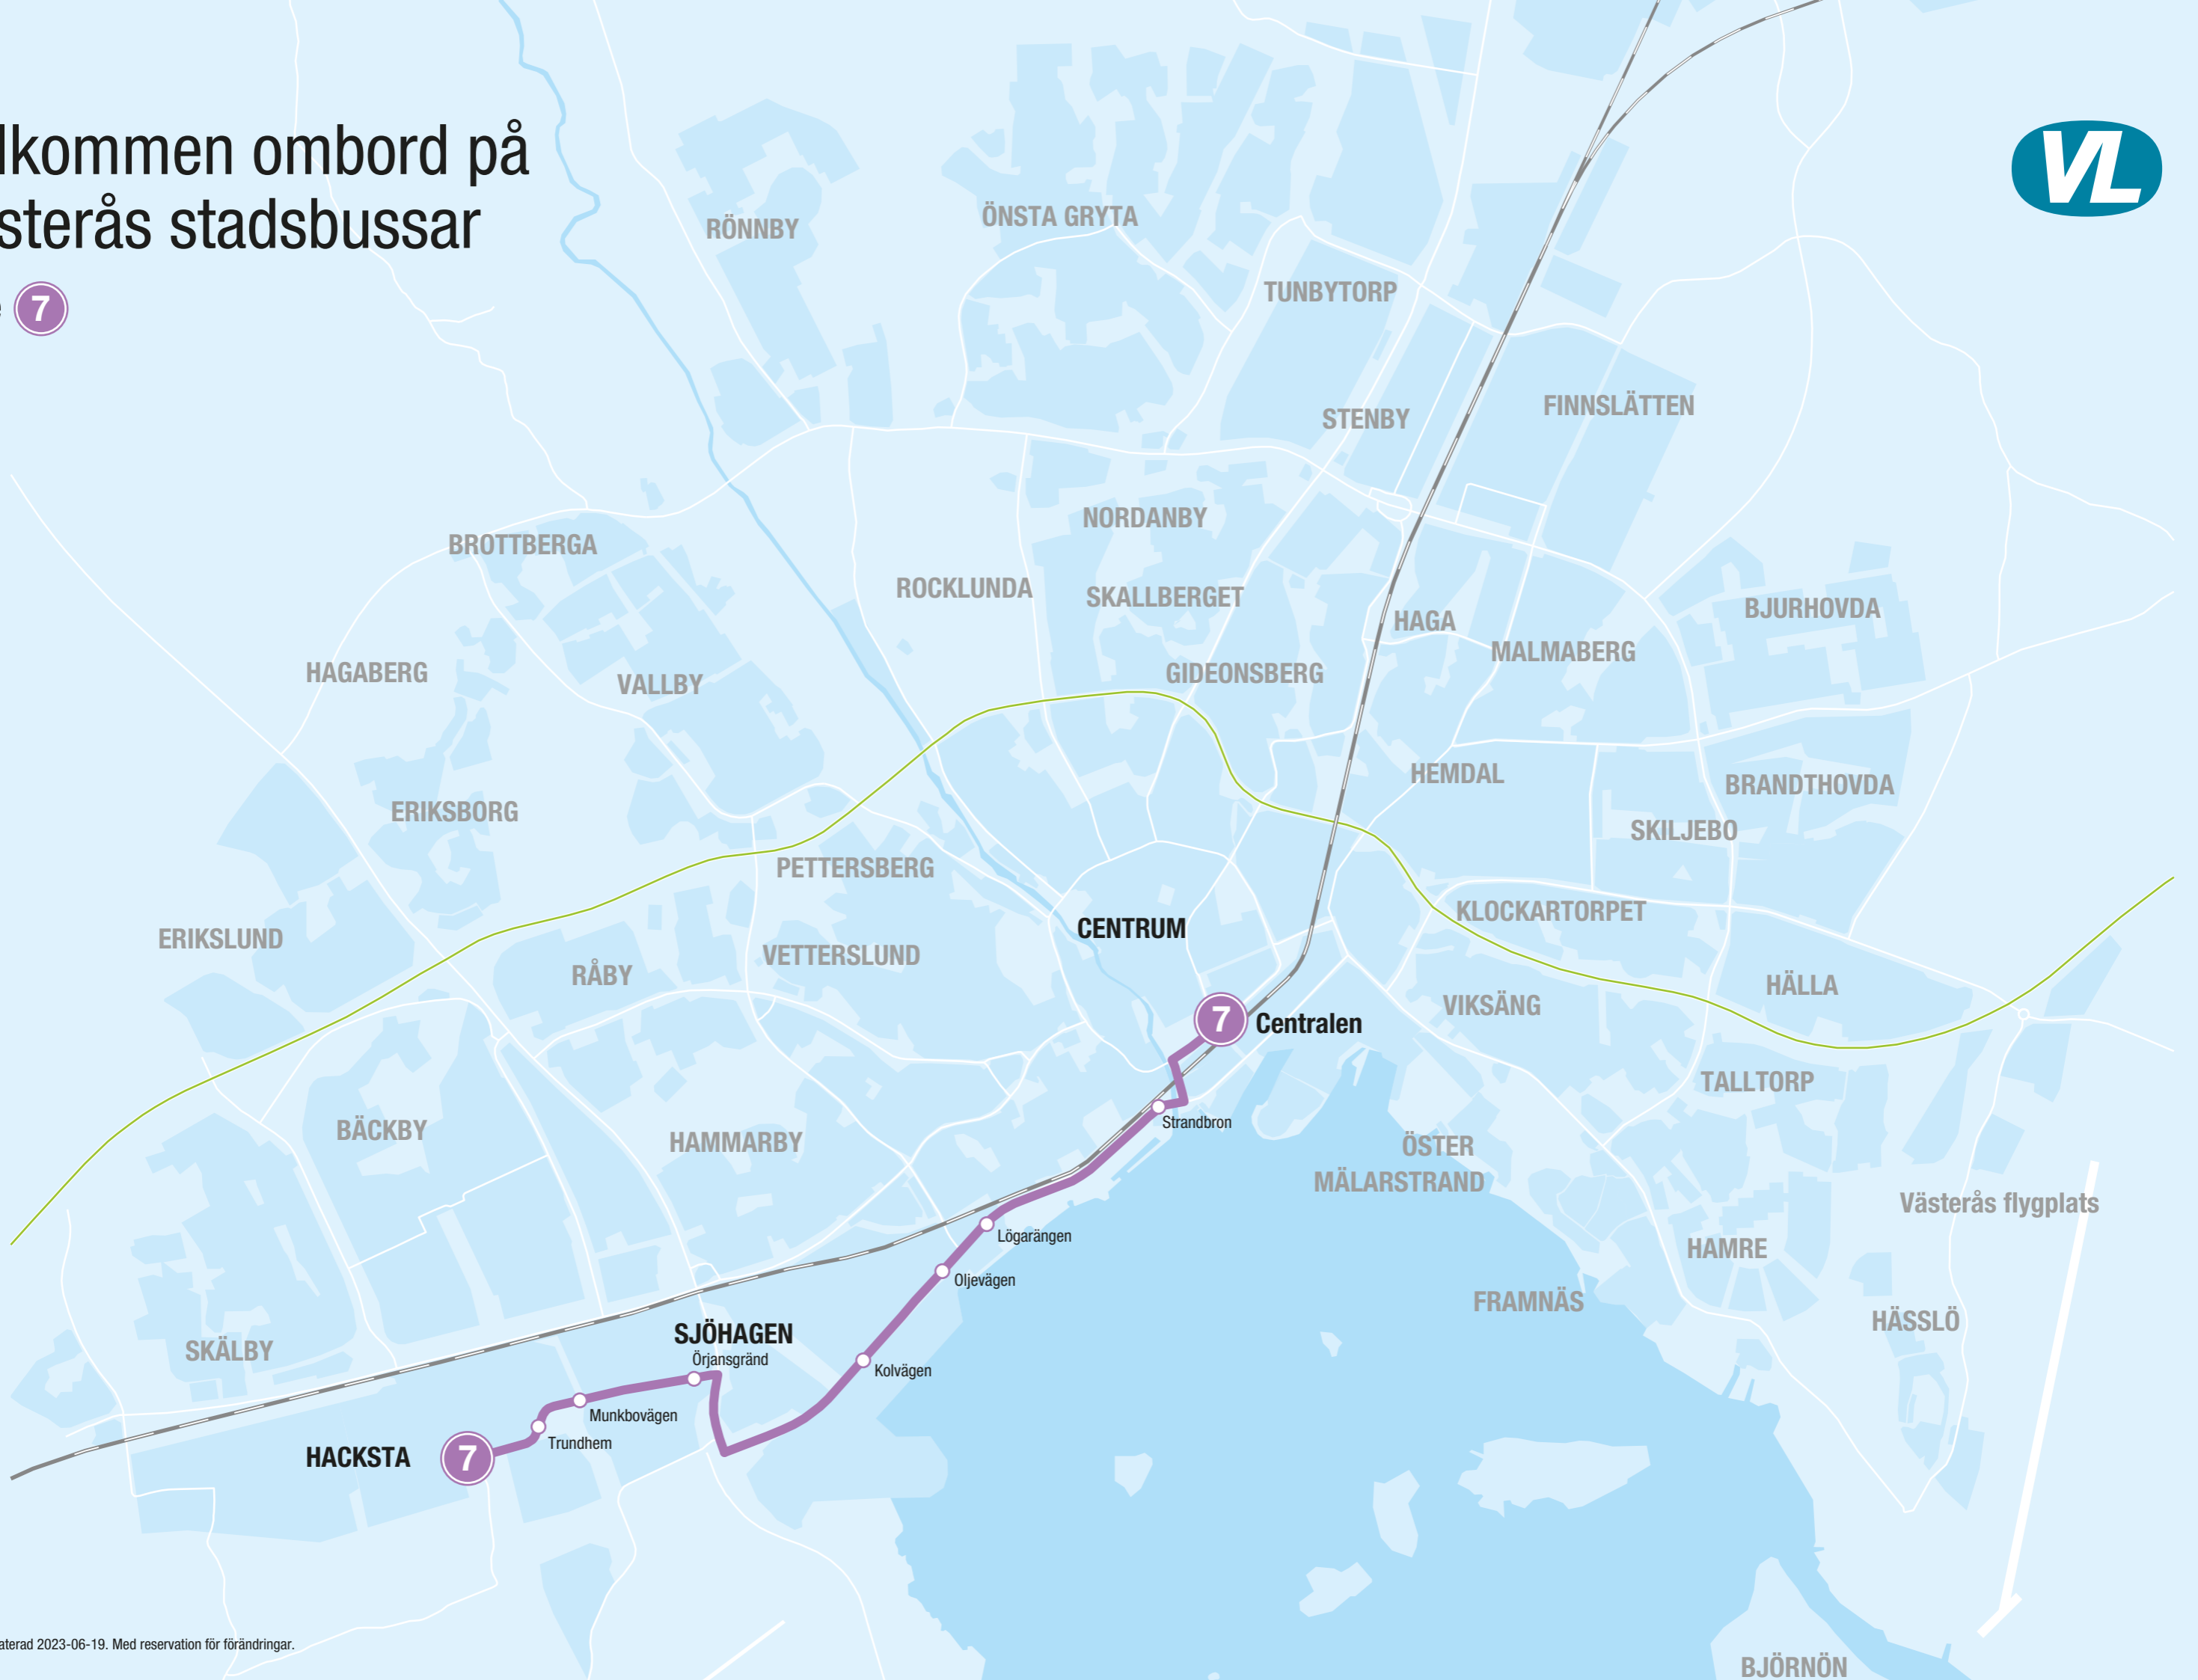 lkommen ombord på
sterås stadsbussar
e 7
VL
RÖNNBY
ÖNSTA GRYTA
TUNBYTORP
STENBY
FINNSLÄTTEN
NORDANBY
BROTTBERGA
ROCKLUNDA
SKALLBERGET
HAGA
BJURHOVDA
MALMABERG
HAGABERG
VALLBY
GIDEONSBERG
HEMDAL
BRANDTHOVDA
ERIKSBORG
SKILJEBO
PETTERSBERG
KLOCKARTORPET
CENTRUM
ERIKSLUND
VETTERSLUND
RÅBY
HÄLLA
VIKSÄNG
7 Centralen
TALLTORP
Strandbron
BÄCKBY
HAMMARBY
ÖSTER
MÄLARSTRAND
Västerås flygplats
Lögarängen
HAMRE
Oljevägen
FRAMNÄS
HÄSSLÖ
SJÖHAGEN
SKÄLBY
Örjansgränd
Kolvägen
Munkbovägen
Trundhem
HACKSTA 7
aterad 2023-06-19. Med reservation för förändringar.
BJÖRNÖN